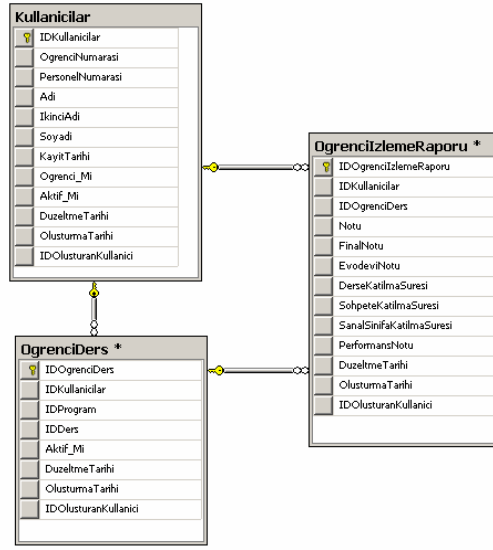 Kullanicilar
IDKullanicilar
OgrenciNumarasi
PersonelNumarasi
Adi
IkinciAdi
Soyadi
KayitTarihi
Ogrenci_Mi
Aktif_Mi
DuzeltmeTarihi
OlusturmaTarihi
IDOlusturanKullanici
OgrenciIzlemeRaporu *
IDOgrenciIzlemeRaporu
IDKullanicilar
IDOgrenciDers
Notu
FinalNotu
EvodeviNotu
DerseKatilmaSuresi
SohpeteKatilmaSuresi
SanalSinifaKatilmaSuresi
PerformansNotu
DuzeltmeTarihi
OlusturmaTarihi
IDOlusturanKullanici
OgrenciDers *
IDOgrenciDers
IDKullanicilar
IDProgram
IDDers
Aktif_Mi
DuzeltmeTarihi
OlusturmaTarihi
IDOlusturanKullanici